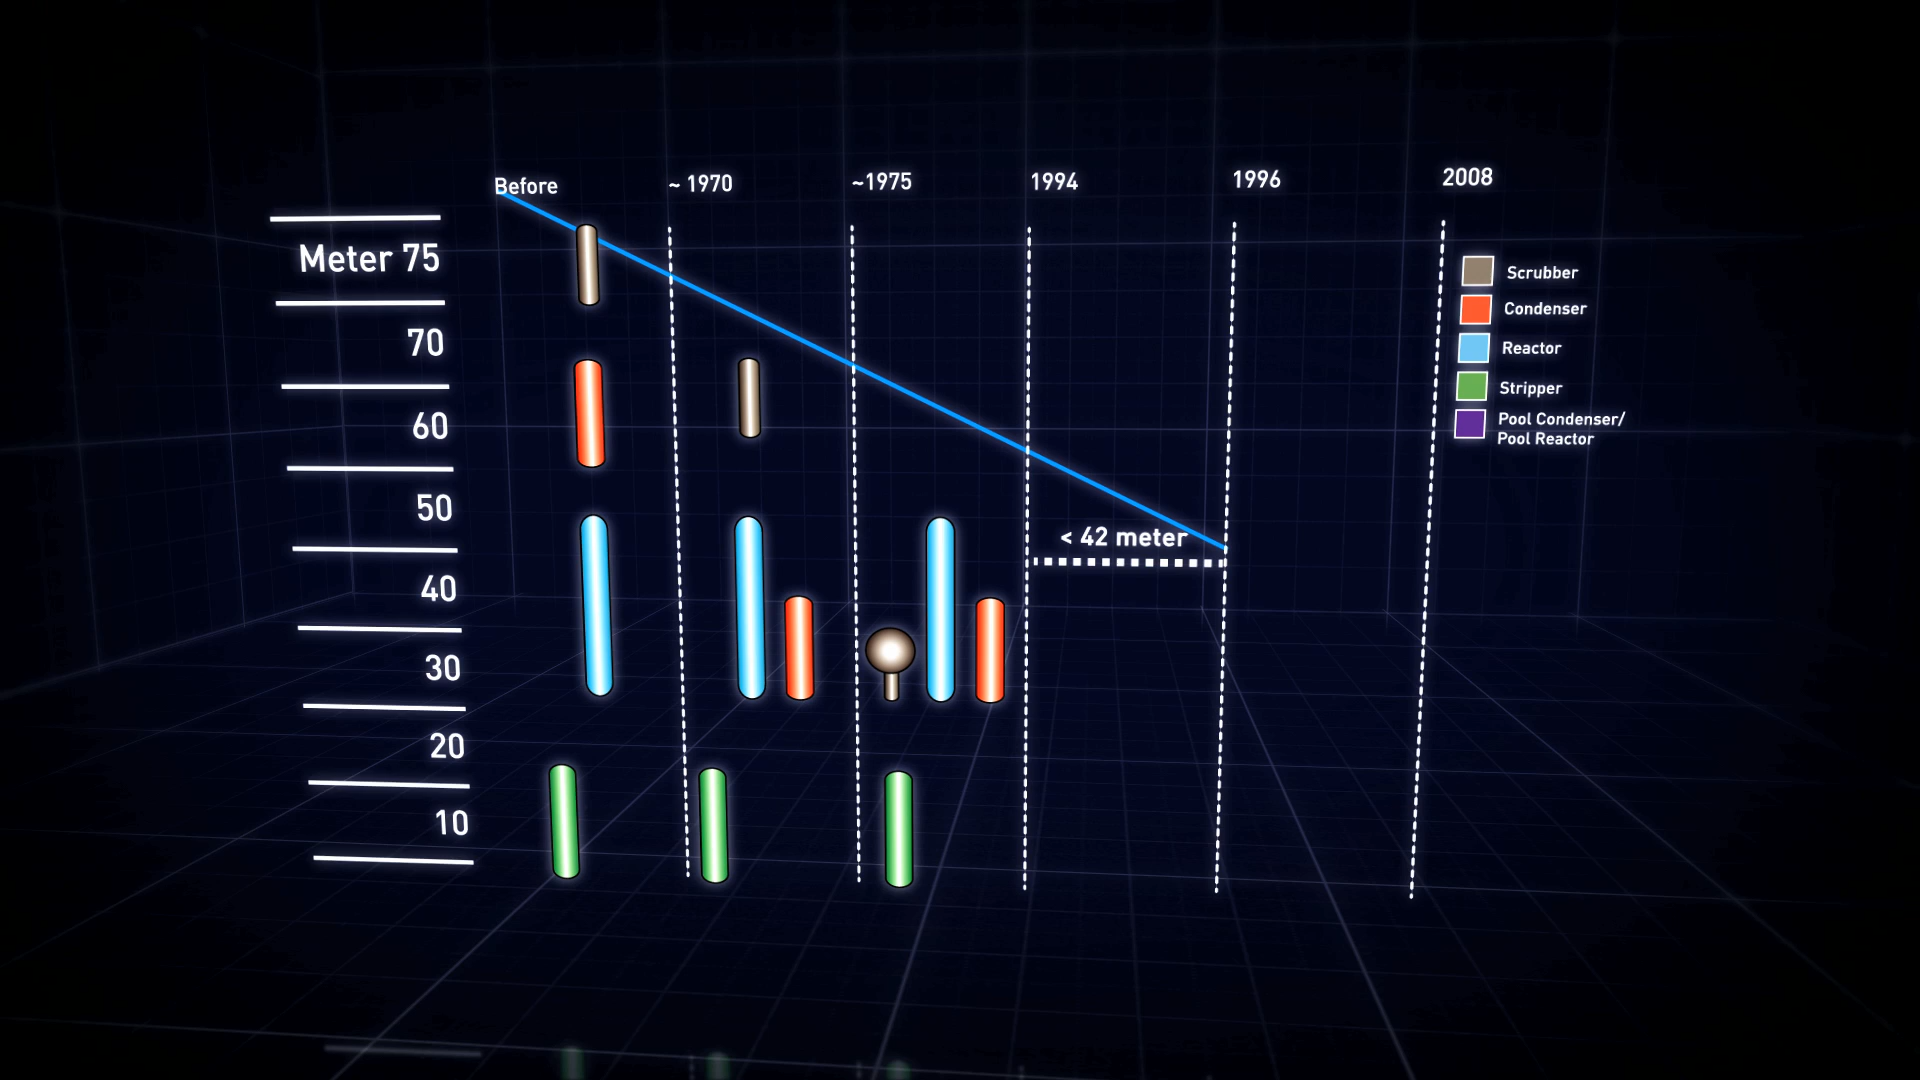 Before
~ 1970
~1975
1994
1996
2008
Meter 75
70
60
50
40
30
20
10
< 42 meter
Scrubber
Condenser
Reactor
Stripper
Pool Condenser/
Pool Reactor